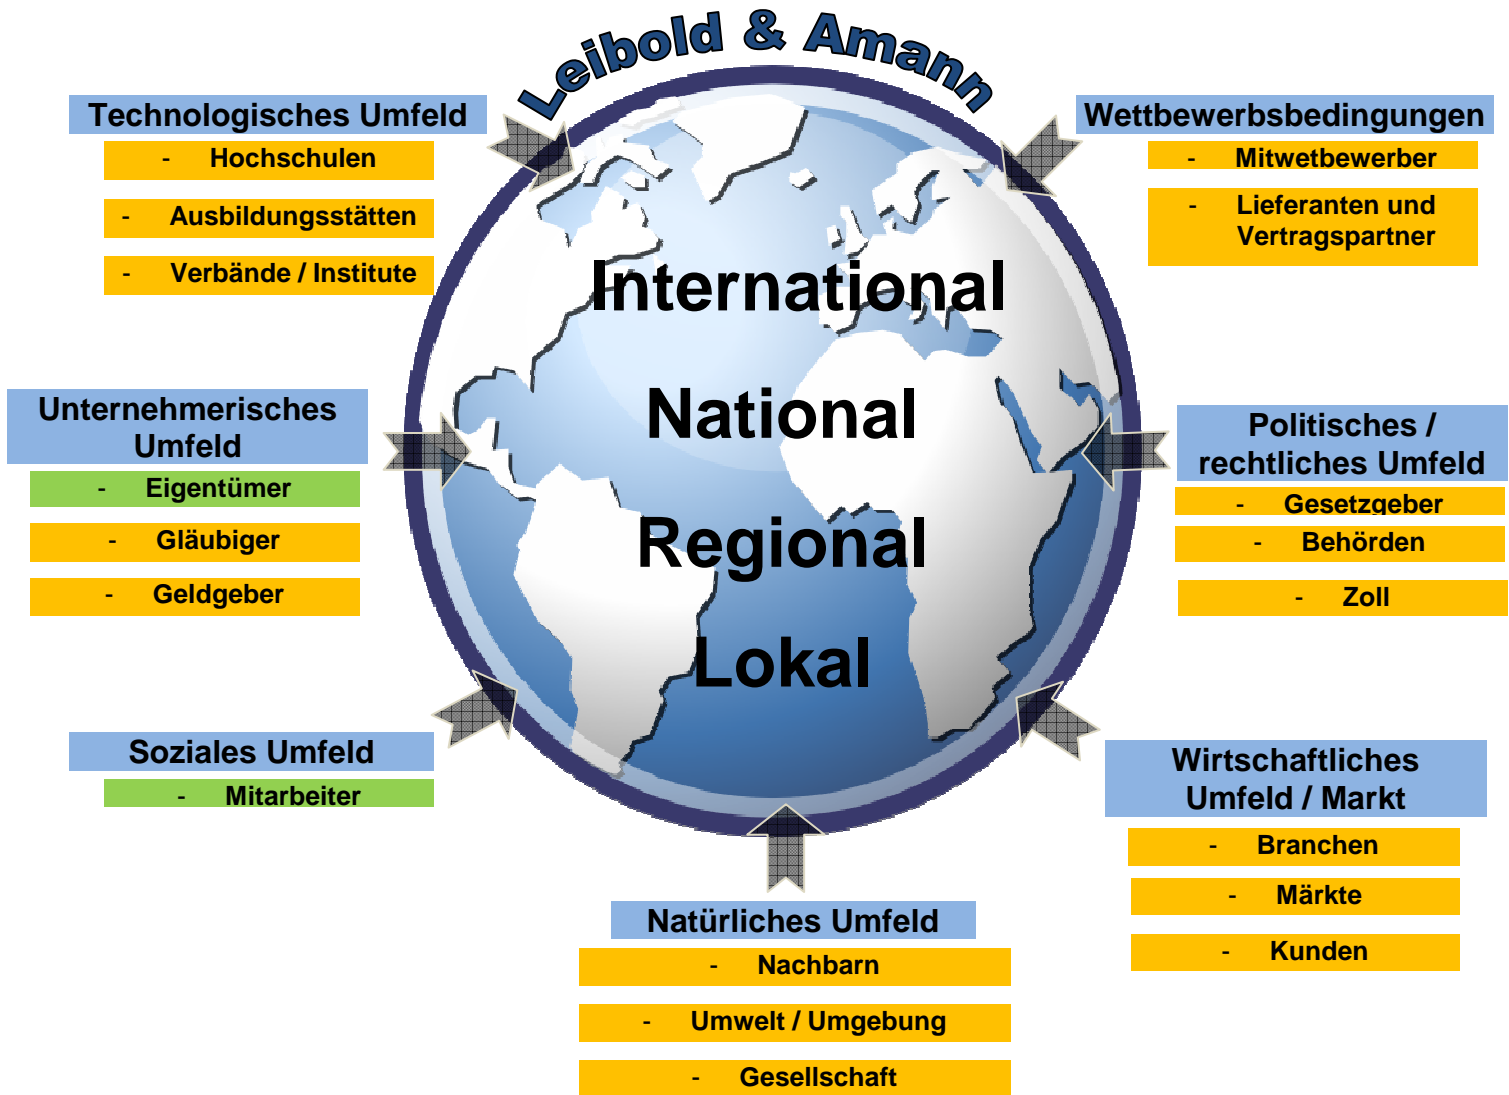 Leibold & Amann
Technologisches Umfeld
- Hochschulen
- Ausbildungsstätten
- Verbände / Institute
Wettbewerbsbedingungen
- Mitwetbewerber
- Lieferanten und
Vertragspartner
International
National
Regional
Lokal
Unternehmerisches
Umfeld
- Eigentümer
- Gläubiger
- Geldgeber
Politisches /
rechtliches Umfeld
- Gesetzgeber
- Behörden
- Zoll
Soziales Umfeld
- Mitarbeiter
Wirtschaftliches
Umfeld / Markt
- Branchen
- Märkte
- Kunden
Natürliches Umfeld
- Nachbarn
- Umwelt / Umgebung
- Gesellschaft